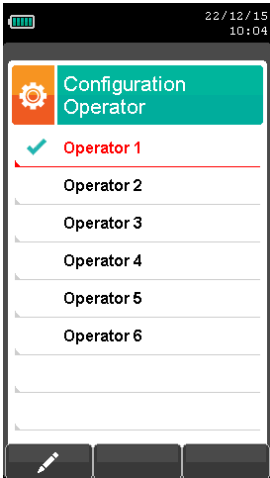 22/12/15
10:04
Configuration
Operator
Operator 1
Operator 2
Operator 3
Operator 4
Operator 5
Operator 6